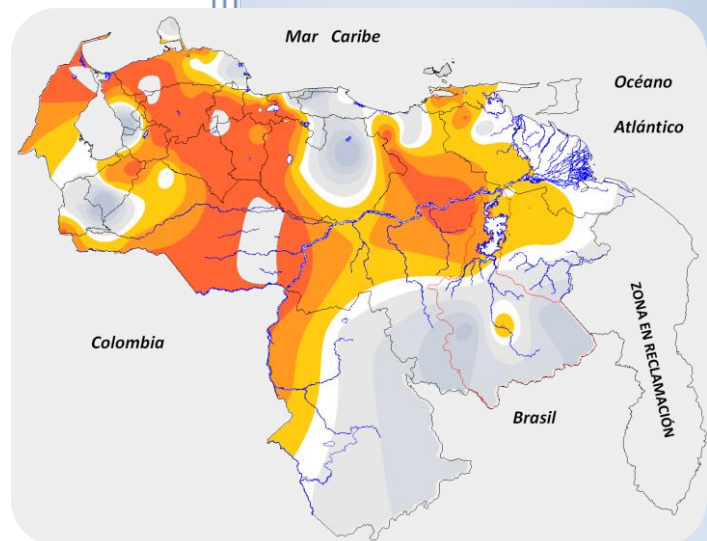 Mar Caribe
Océano
Atlántico
Colombia
Brasil
ZONA EN RECLAMACIÓN